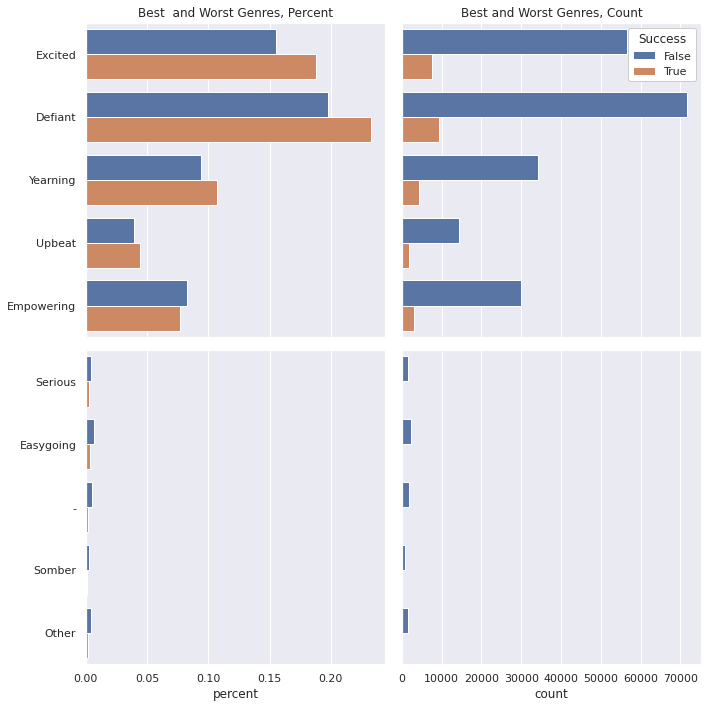 Best  and Worst Genres, Percent
Best and Worst Genres, Count
Success
False
True
Excited
Defiant
Yearning
Upbeat
Empowering
Serious
Easygoing
-
Somber
Other
0.00 0.05 0.10 0.15 0.20
0 10000 20000 30000 40000 50000 60000 70000
percent
count